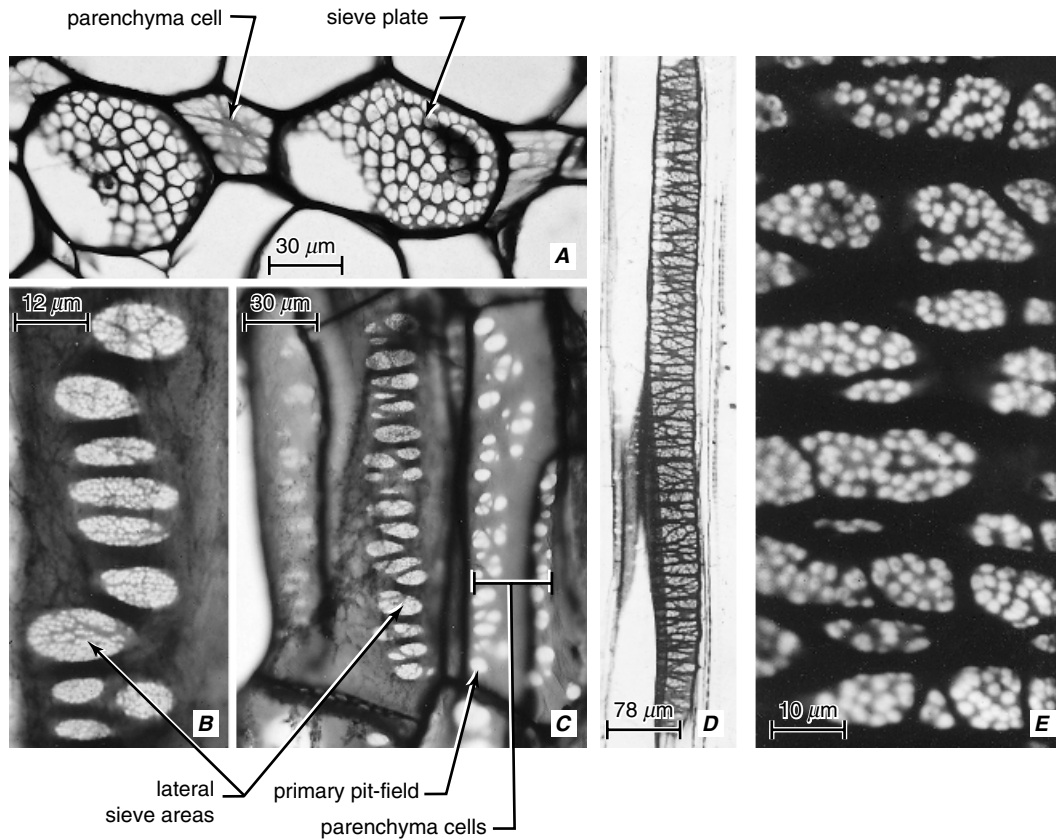 parenchyma cell
sieve plate
30 μm
A
12 μm
30 μm
B
C
78 μm
D
10 μm
E
lateral
sieve areas
primary pit-field
parenchyma cells